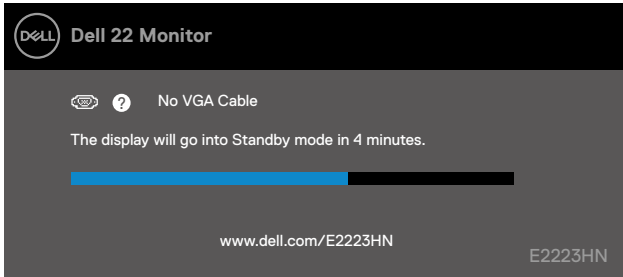 DELL Dell 22 Monitor
? No VGA Cable
The display will go into Standby mode in 4 minutes.
www.dell.com/E2223HN
E2223HN